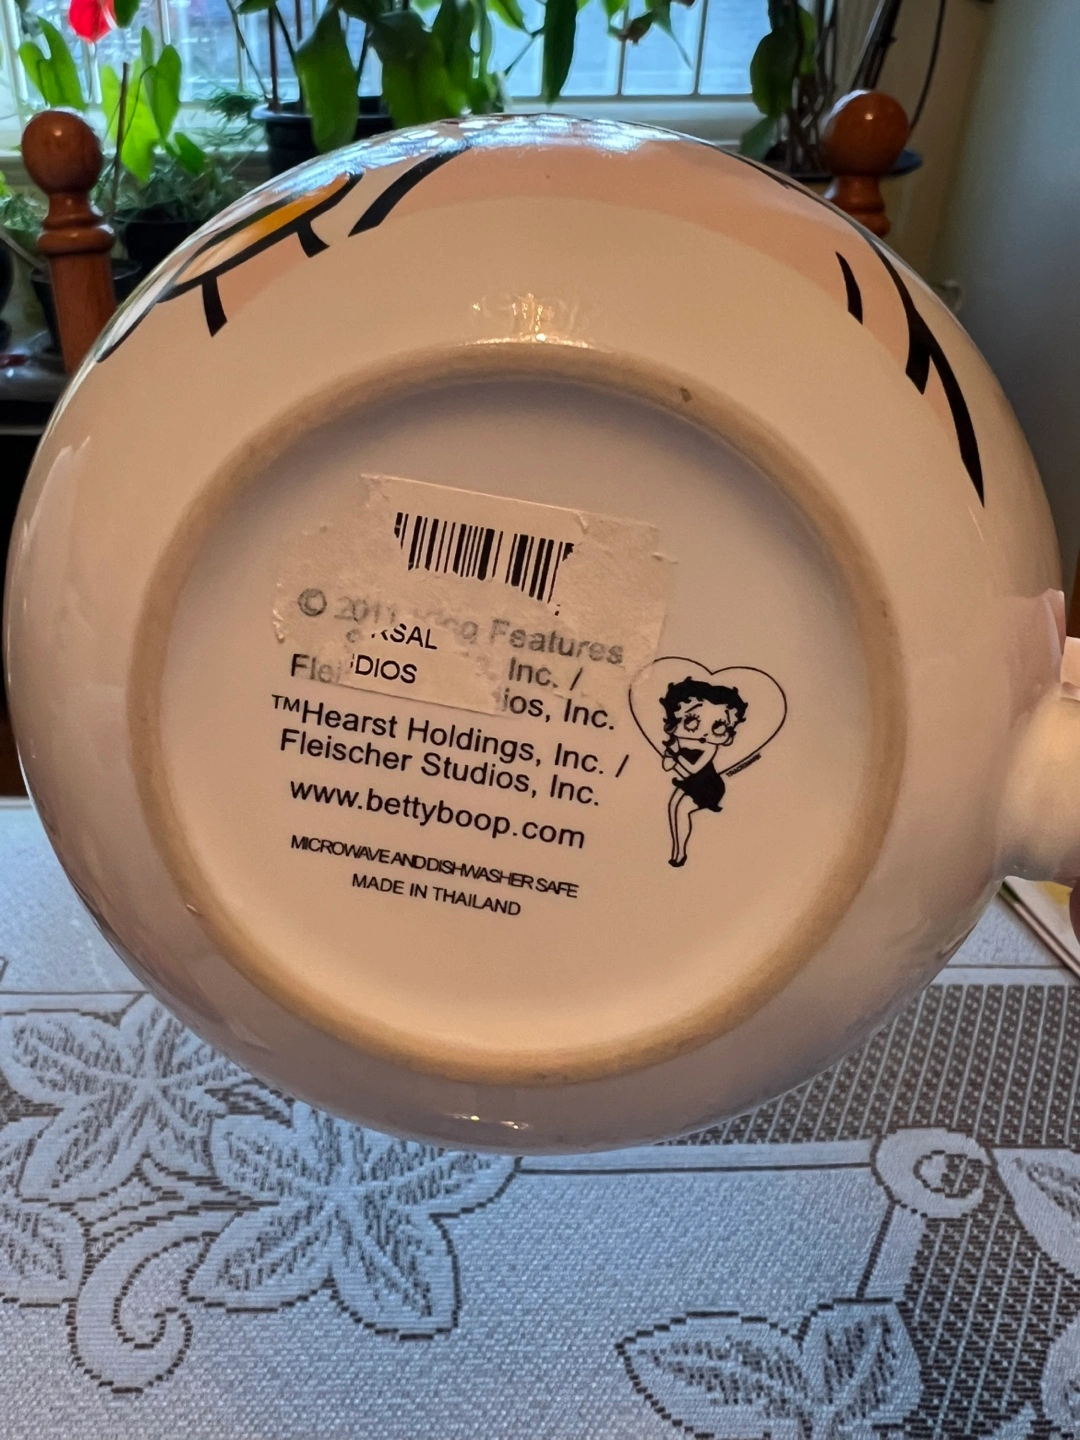 © 201 Features
RSAL
Inc. /
DIOS
Fle ios, Inc.
™Hearst Holdings, Inc. /
Fleischer Studios, Inc.
www.bettyboop.com
MICROWAVE AND DISHWASHER SAFE
MADE IN THAILAND